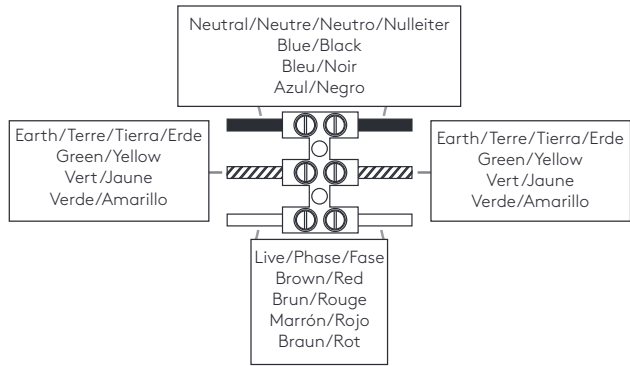 Neutral/Neutre/Neutro/Nulleiter
Blue/Black
Bleu/Noir
Azul/Negro
Earth/Terre/Tierra/Erde
Green/Yellow
Vert/Jaune
Verde/Amarillo
Earth/Terre/Tierra/Erde
Green/Yellow
Vert/Jaune
Verde/Amarillo
Live/Phase/Fase
Brown/Red
Brun/Rouge
Marrón/Rojo
Braun/Rot